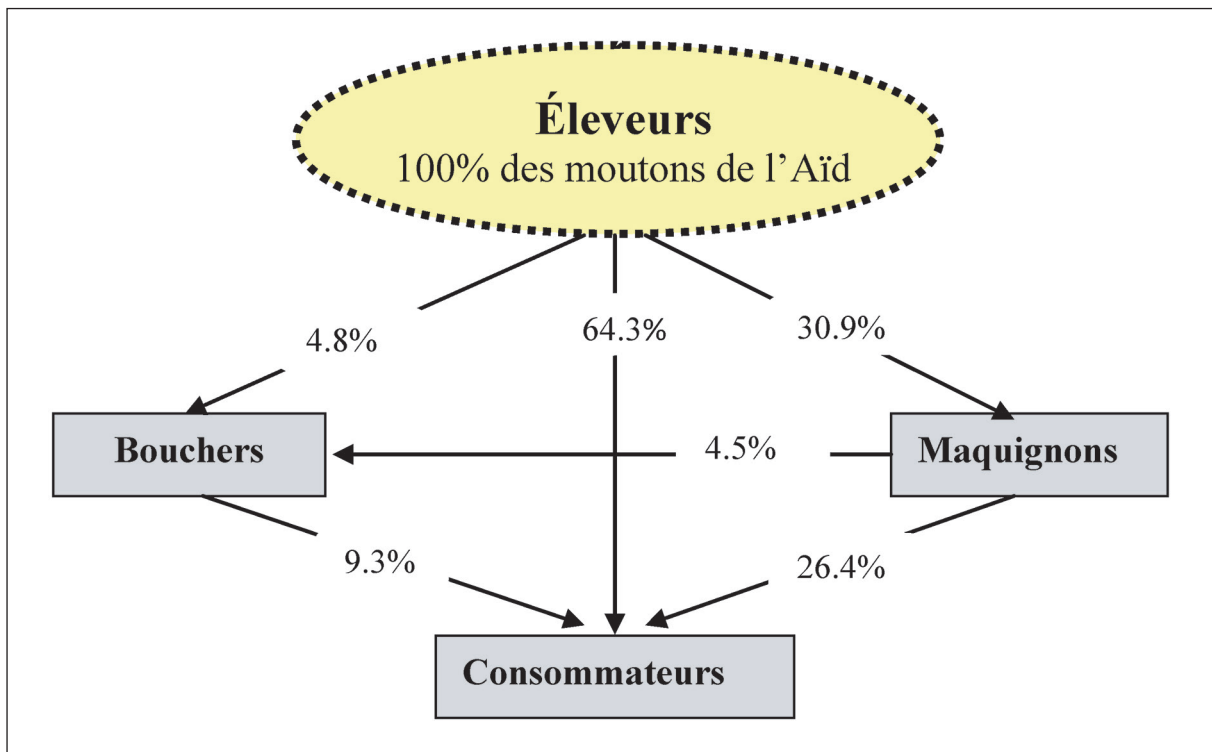 Éleveurs
100% des moutons de l’Aïd
4.8%
64.3%
30.9%
Bouchers
4.5%
Maquignons
9.3%
26.4%
Consommateurs